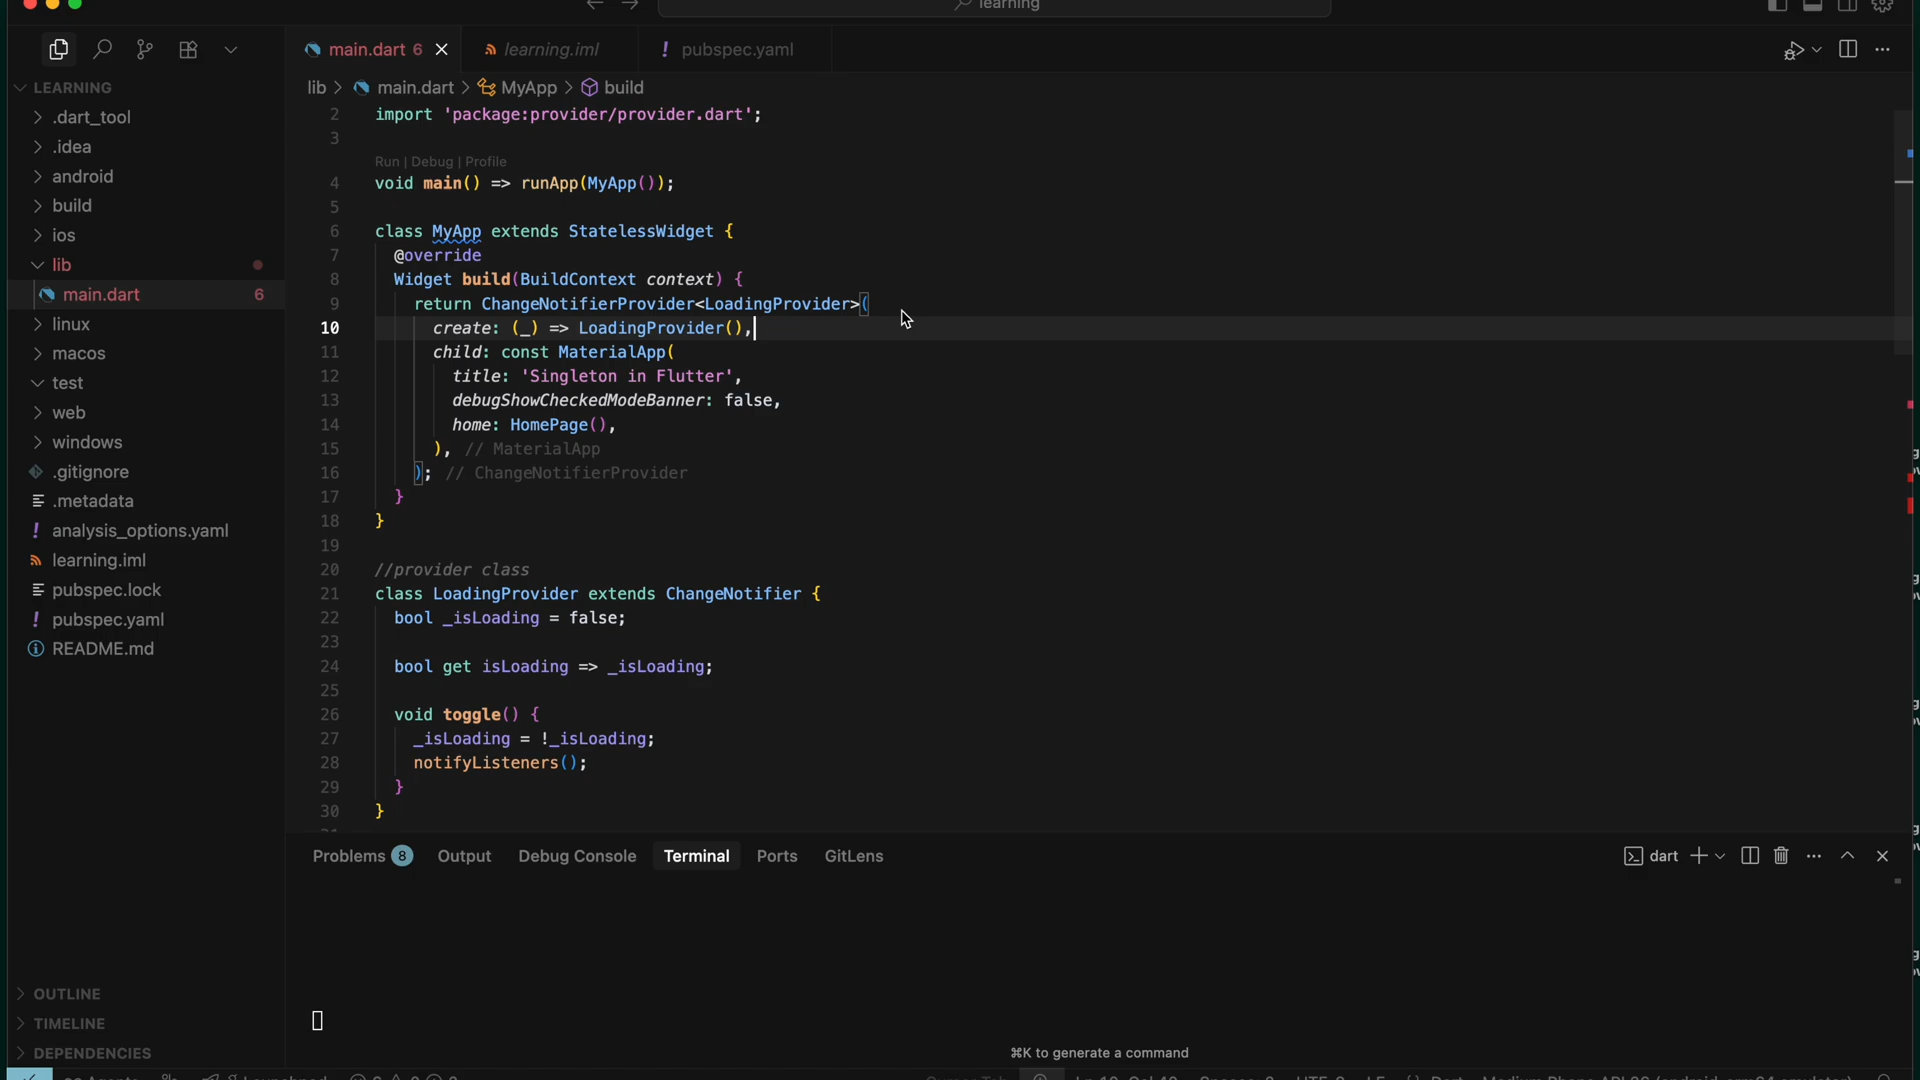 learning
main.dart 6
learning.iml
! pubspec.yaml
LEARNING
.dart_tool
.idea
android
build
ios
lib
main.dart 6
linux
macos
test
web
windows
.gitignore
.metadata
! analysis_options.yaml
learning.iml
pubspec.lock
! pubspec.yaml
README.md
OUTLINE
TIMELINE
DEPENDENCIES
lib > main.dart > MyApp > build
2 import 'package:provider/provider.dart';
3
Run | Debug | Profile
4 void main() => runApp(MyApp());
5
6 class MyApp extends StatelessWidget {
7 @override
8 Widget build(BuildContext context) {
9 return ChangeNotifierProvider<LoadingProvider>(
10 create: (_) => LoadingProvider(),
11 child: const MaterialApp(
12 title: 'Singleton in Flutter',
13 debugShowCheckedModeBanner: false,
14 home: HomePage(),
15 ), // MaterialApp
16 ); // ChangeNotifierProvider
17 }
18 }
19
20 //provider class
21 class LoadingProvider extends ChangeNotifier {
22 bool _isLoading = false;
23
24 bool get isLoading => _isLoading;
25
26 void toggle() {
27 _isLoading = !_isLoading;
28 notifyListeners();
29 }
30 }
Problems 8 Output Debug Console Terminal Ports GitLens
dart
⌘K to generate a command